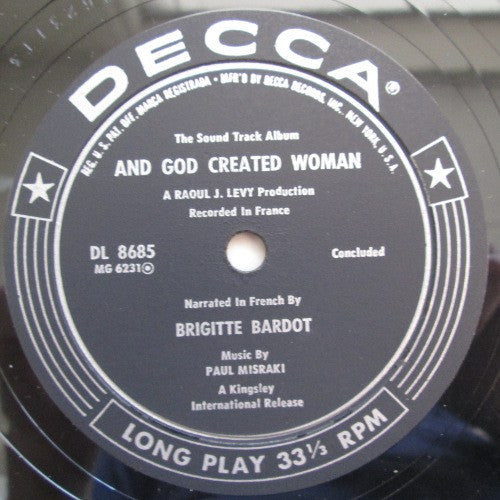 DECCA®
REG. U.S. PAT. OFF. MARCA REGISTRADA • MFR'D BY DECCA RECORDS, INC., NEW YORK, U.S.A.
The Sound Track Album
AND GOD CREATED WOMAN
A RAOUL J. LEVY Production
Recorded In France
DL 8685
MG 6231
Concluded
Narrated In French By
BRIGITTE BARDOT
Music By
PAUL MISRAKI
A Kingsley
International Release
LONG PLAY 33⅓ RPM